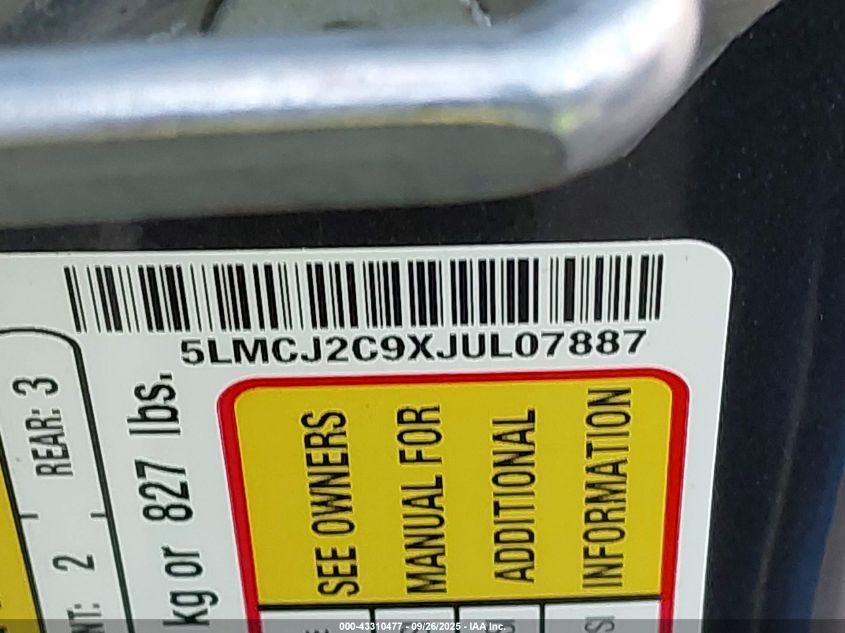 5LMCJ2C9XJUL07887
REAR: 3
NT: 2
kg or 827 lbs.
SEE OWNERS
MANUAL FOR
ADDITIONAL
INFORMATION
SI
000-43310477 - 09/26/2025 - IAA Inc.